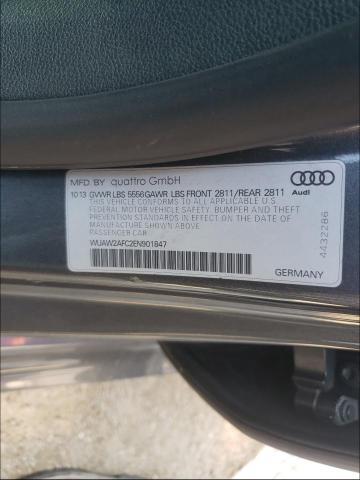 MFD BY quattro GmbH
10 13 GVWR LBS 5556GAWR LBS FRONT 2811/REAR 2811
THIS VEHICLE CONFORMS TO ALL APPLICABLE U.S.
FEDERAL MOTOR VEHICLE SAFETY, BUMPER AND THEFT
PREVENTION STANDARDS IN EFFECT ON THE DATE OF
MANUFACTURE SHOWN ABOVE.
PASSENGER CAR
WUAW2AFC2EN901847
GERMANY
Audi
4432286